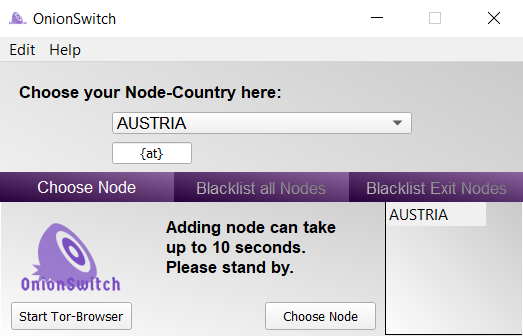 OnionSwitch
Edit Help
Choose your Node-Country here:
AUSTRIA
{at}
Choose Node Blacklist all Nodes Blacklist Exit Nodes
AUSTRIA
Adding node can take
up to 10 seconds.
Please stand by.
OnionSwitch
Start Tor-Browser Choose Node